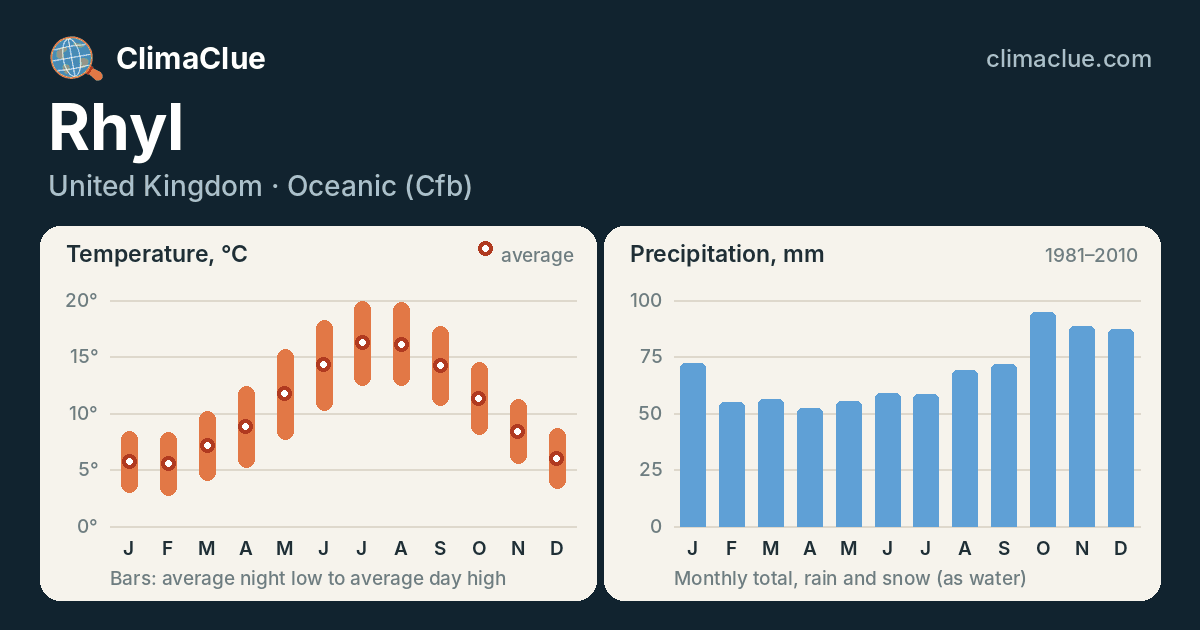 ClimaClue
climaclue.com
Rhyl
United Kingdom · Oceanic (Cfb)
Temperature, °C
average
20°
15°
10°
5°
0°
J F M A M J J A S O N D
Bars: average night low to average day high
Precipitation, mm
1981–2010
100
75
50
25
0
J F M A M J J A S O N D
Monthly total, rain and snow (as water)